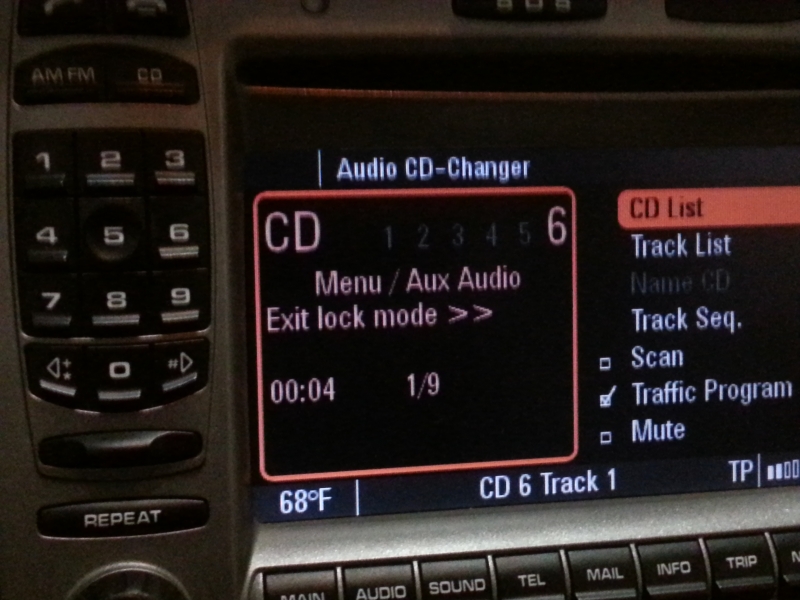 AM FM CD
1 2 3
4 5 6
7 8 9
0 #
REPEAT
Audio CD-Changer
CD 1 2 3 4 5 6
Menu / Aux Audio
Exit lock mode >>
00:04 1/9
CD List
Track List
Name CD
Track Seq.
Scan
Traffic Program
Mute
68°F CD 6 Track 1 TP
MAIN AUDIO SOUND TEL MAIL INFO TRIP